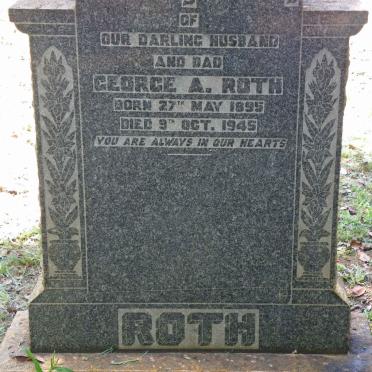 OF
OUR DARLING HUSBAND
AND DAD
GEORGE A. ROTH
BORN 27TH MAY 1895
DIED 9TH OCT. 1945
YOU ARE ALWAYS IN OUR HEARTS
ROTH